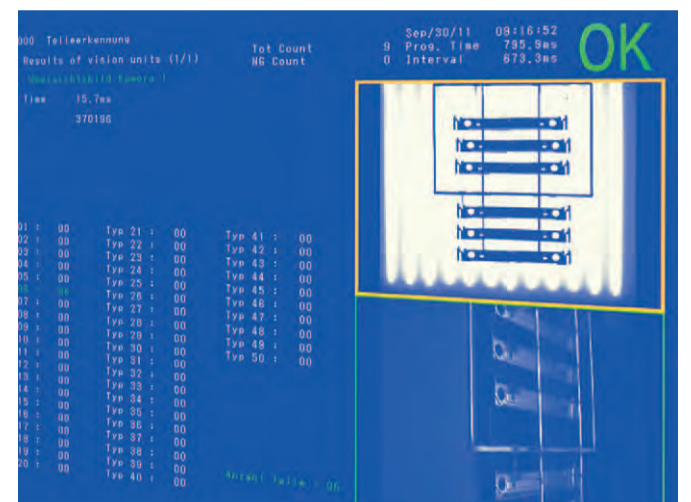 Sep/30/11 09:16:52
OK
000 Teileerkennung
Tot Count 9 Prog. Time 795.9ms
Results of vision units (1/1)
NG Count 0 Interval 673.3ms
Übersichtsbild Kamera 1
Time 15.7ms
370196
01 : 00 Typ 21 : 00 Typ 41 : 00
02 : 00 Typ 22 : 00 Typ 42 : 00
03 : 00 Typ 23 : 00 Typ 43 : 00
04 : 00 Typ 24 : 00 Typ 44 : 00
05 : 00 Typ 25 : 00 Typ 45 : 00
Typ 26 : 00 Typ 46 : 00
07 : 00 Typ 27 : 00 Typ 47 : 00
08 : 00 Typ 28 : 00 Typ 48 : 00
09 : 00 Typ 29 : 00 Typ 49 : 00
10 : 00 Typ 30 : 00 Typ 50 : 00
11 : 00 Typ 31 : 00
12 : 00 Typ 32 : 00
13 : 00 Typ 33 : 00
14 : 00 Typ 34 : 00
15 : 00 Typ 35 : 00
16 : 00 Typ 36 : 00
17 : 00 Typ 37 : 00
18 : 00 Typ 38 : 00
19 : 00 Typ 39 : 00
20 : 00 Typ 40 : 00
Anzahl Teile : 06